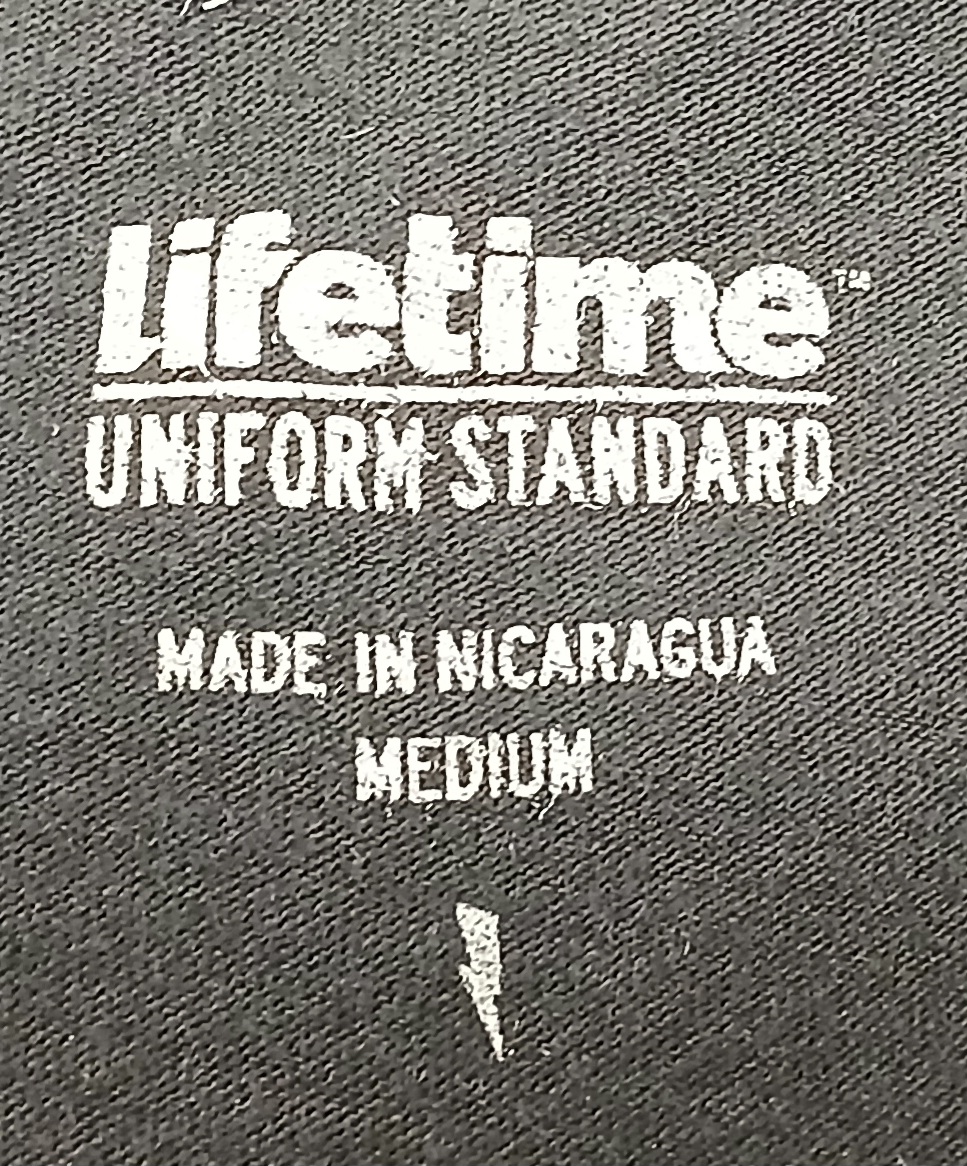 Lifetime™
UNIFORM STANDARD
MADE IN NICARAGUA
MEDIUM